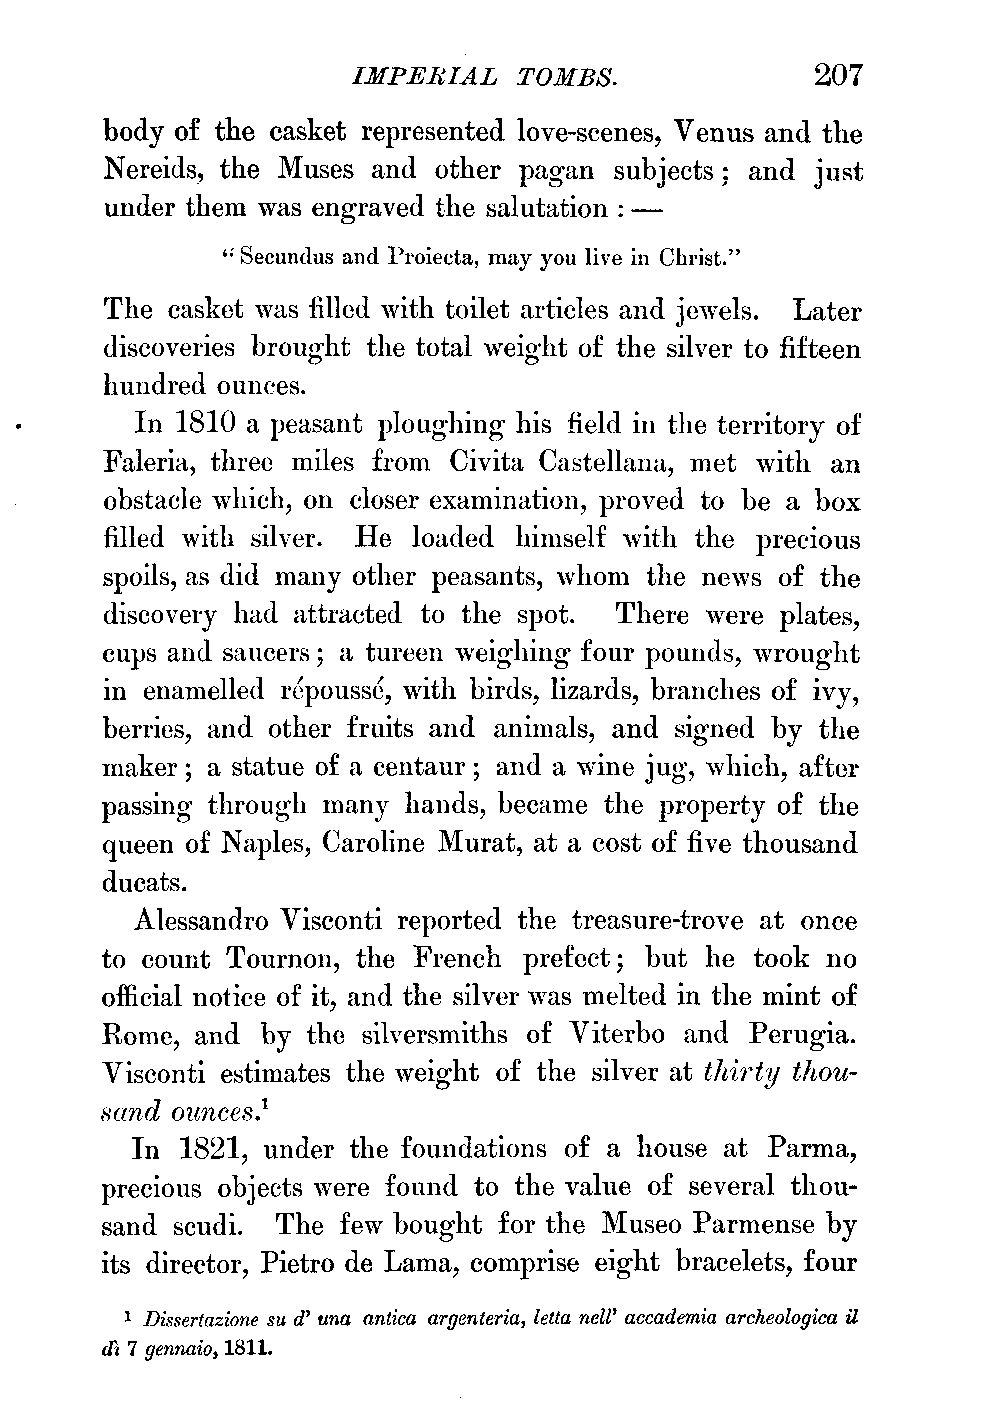 IMPERIAL TOMBS. 207
body of the casket represented love-scenes, Venus and the
Nereids, the Muses and other pagan subjects; and just
under them was engraved the salutation : —
“Secundus and Proiecta, may you live in Christ.”
The casket was filled with toilet articles and jewels. Later
discoveries brought the total weight of the silver to fifteen
hundred ounces.
In 1810 a peasant ploughing his field in the territory of
Faleria, three miles from Civita Castellana, met with an
obstacle which, on closer examination, proved to be a box
filled with silver. He loaded himself with the precious
spoils, as did many other peasants, whom the news of the
discovery had attracted to the spot. There were plates,
cups and saucers; a tureen weighing four pounds, wrought
in enamelled répoussé, with birds, lizards, branches of ivy,
berries, and other fruits and animals, and signed by the
maker; a statue of a centaur; and a wine jug, which, after
passing through many hands, became the property of the
queen of Naples, Caroline Murat, at a cost of five thousand
ducats.
Alessandro Visconti reported the treasure-trove at once
to count Tournon, the French prefect; but he took no
official notice of it, and the silver was melted in the mint of
Rome, and by the silversmiths of Viterbo and Perugia.
Visconti estimates the weight of the silver at thirty thou-
sand ounces.¹
In 1821, under the foundations of a house at Parma,
precious objects were found to the value of several thou-
sand scudi. The few bought for the Museo Parmense by
its director, Pietro de Lama, comprise eight bracelets, four
¹ Dissertazione su d’ una antica argenteria, letta nell’ accademia archeologica il
dì 7 gennaio, 1811.